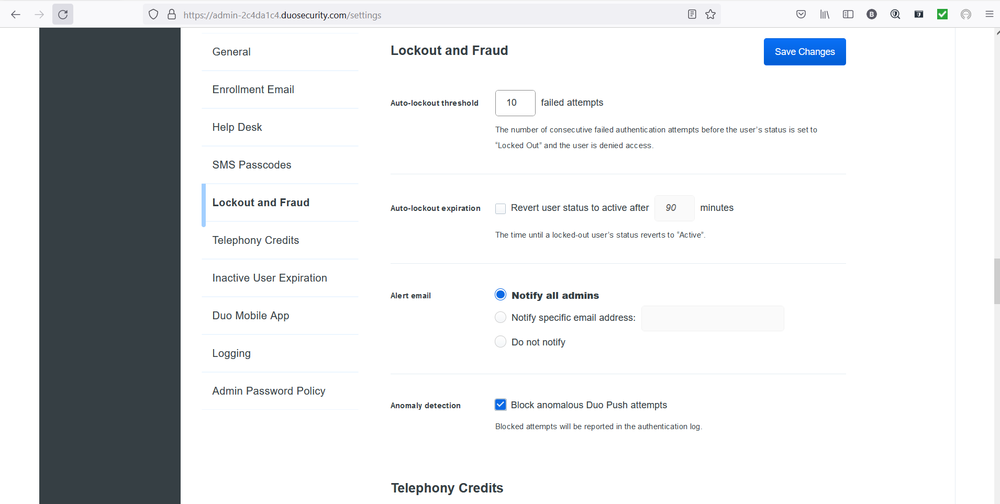 https://admin-2c4da1c4.duosecurity.com/settings
B
General
Enrollment Email
Help Desk
SMS Passcodes
Lockout and Fraud
Telephony Credits
Inactive User Expiration
Duo Mobile App
Logging
Admin Password Policy
Lockout and Fraud
Save Changes
Auto-lockout threshold 10 failed attempts
The number of consecutive failed authentication attempts before the user’s status is set to
“Locked Out” and the user is denied access.
Auto-lockout expiration Revert user status to active after 90 minutes
The time until a locked-out user’s status reverts to “Active”.
Alert email Notify all admins
Notify specific email address:
Do not notify
Anomaly detection Block anomalous Duo Push attempts
Blocked attempts will be reported in the authentication log.
Telephony Credits